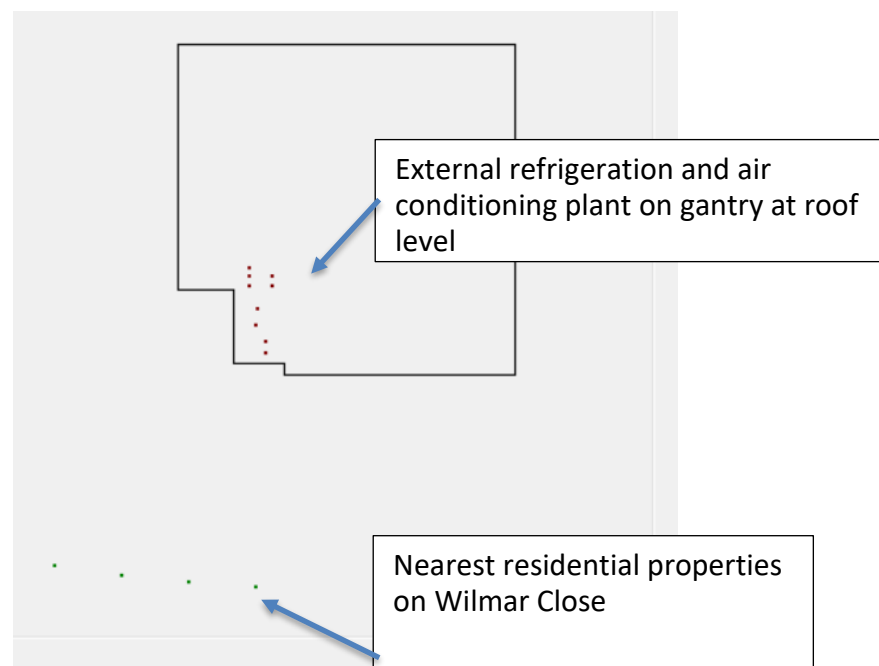 External refrigeration and air
conditioning plant on gantry at roof
level
Nearest residential properties
on Wilmar Close